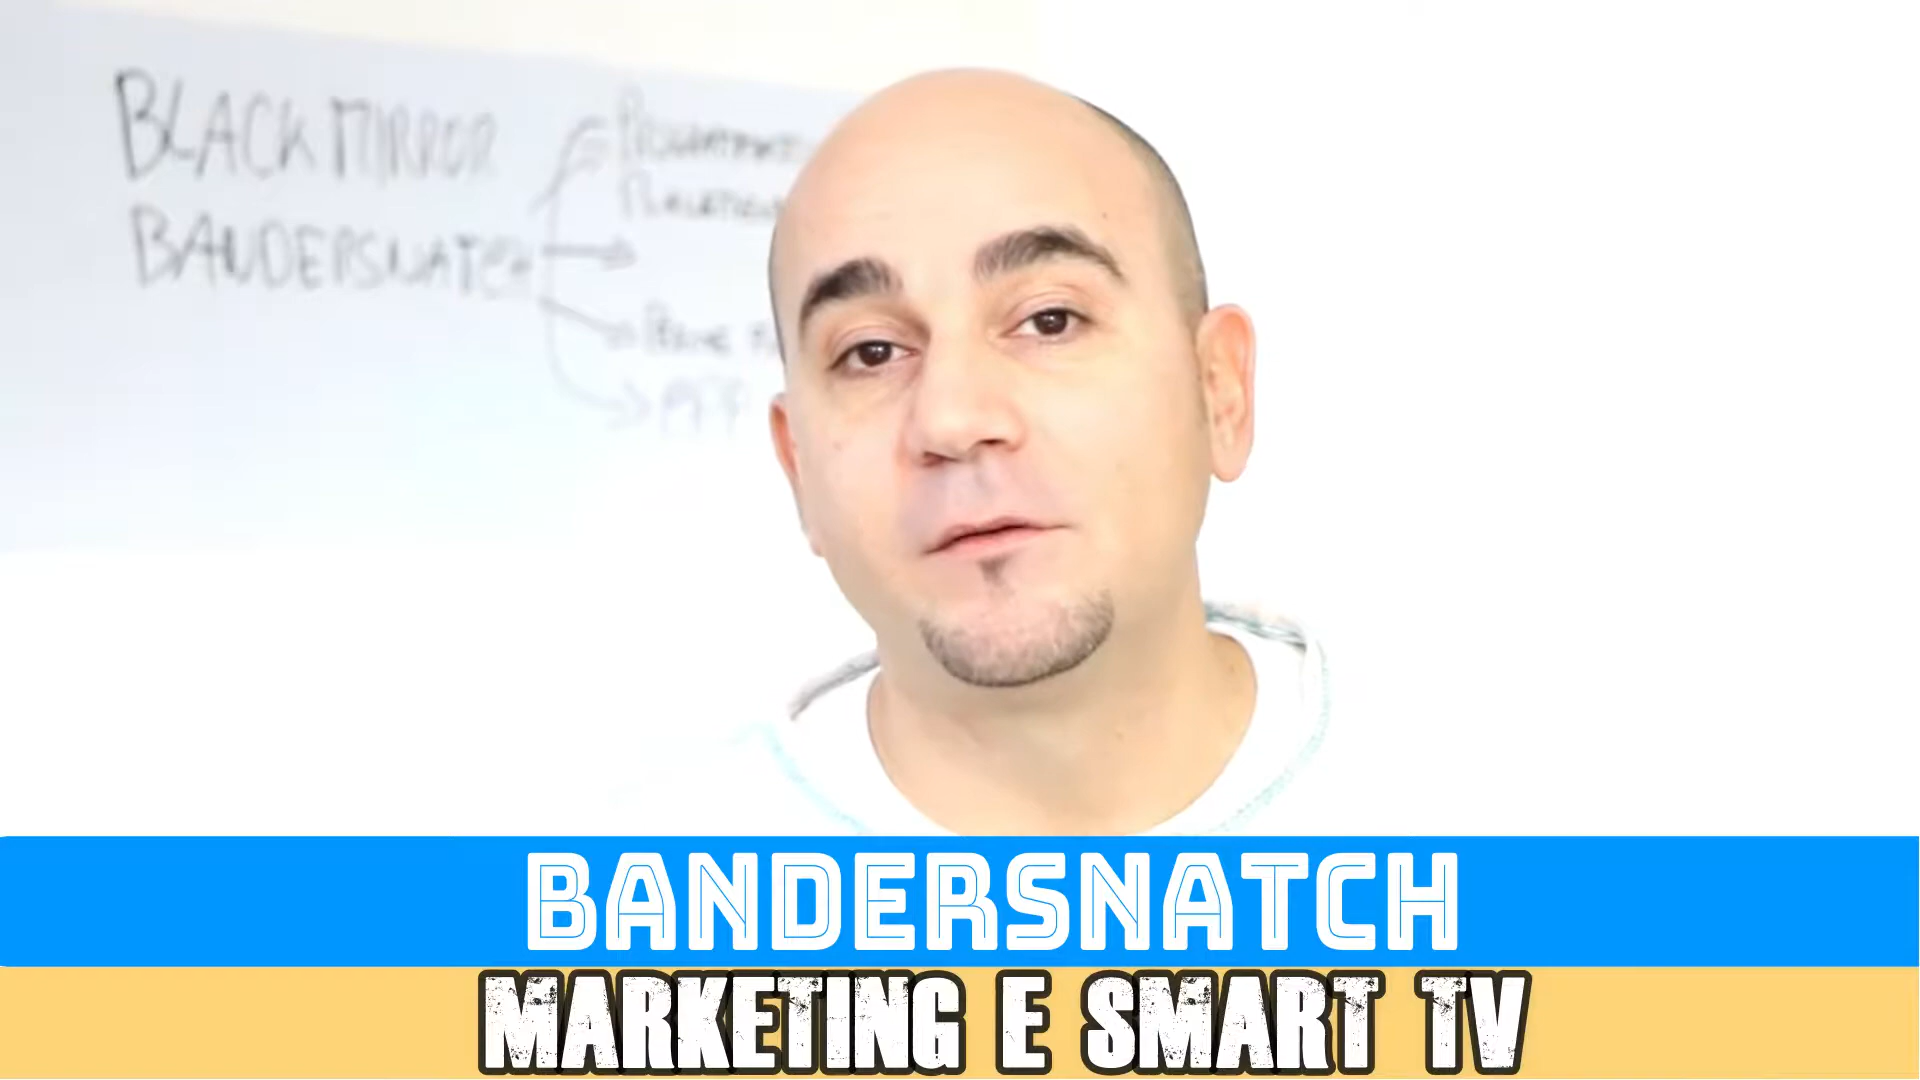 BLACK MIRROR
BANDERSNATCH
BANDERSNATCH
MARKETING E SMART TV